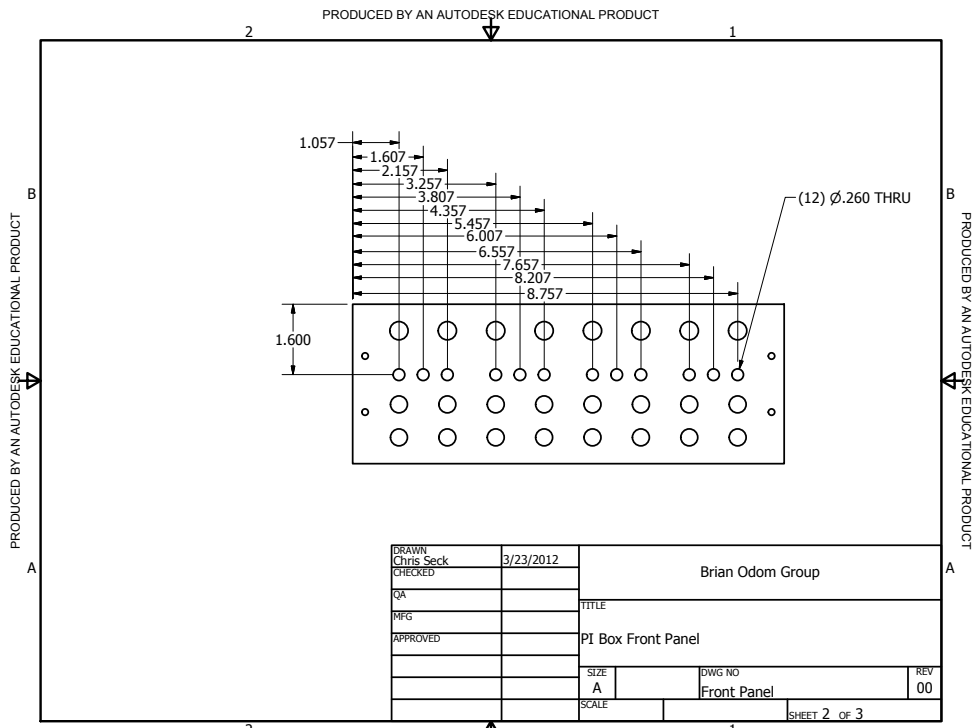 PRODUCED BY AN AUTODESK EDUCATIONAL PRODUCT
2 1
1.057
1.607
2.157
3.257
3.807
4.357
5.457
6.007
6.557
7.657
8.207
8.757
B B
(12) Ø.260 THRU
1.600
PRODUCED BY AN AUTODESK EDUCATIONAL PRODUCT
PRODUCED BY AN AUTODESK EDUCATIONAL PRODUCT
A A
DRAWN
Chris Seck 3/23/2012
CHECKED
QA
MFG
APPROVED
Brian Odom Group
TITLE
PI Box Front Panel
SIZE
A
DWG NO
Front Panel
REV
00
SCALE
SHEET 2 OF 3
2 1